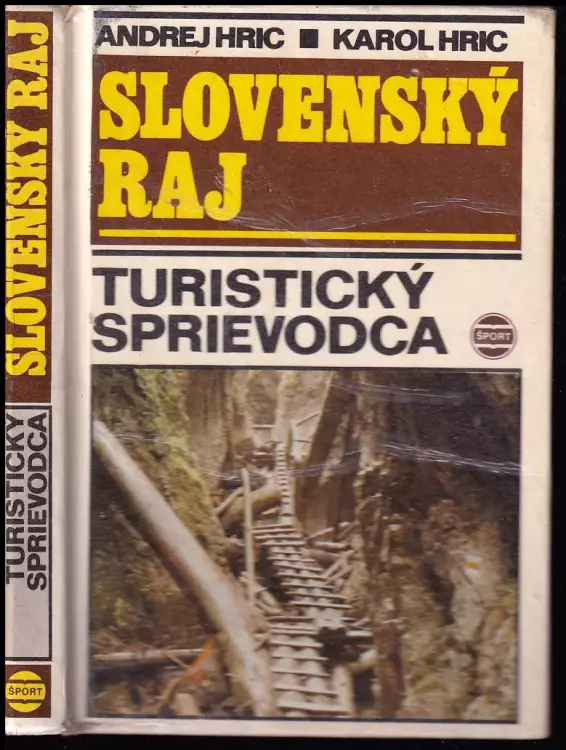 ANDREJ HRIC ■ KAROL HRIC
SLOVENSKÝ
RAJ
TURISTICKÝ
SPRIEVODCA
ŠPORT
SLOVENSKÝ RAJ
TURISTICKÝ
SPRIEVODCA
ŠPORT